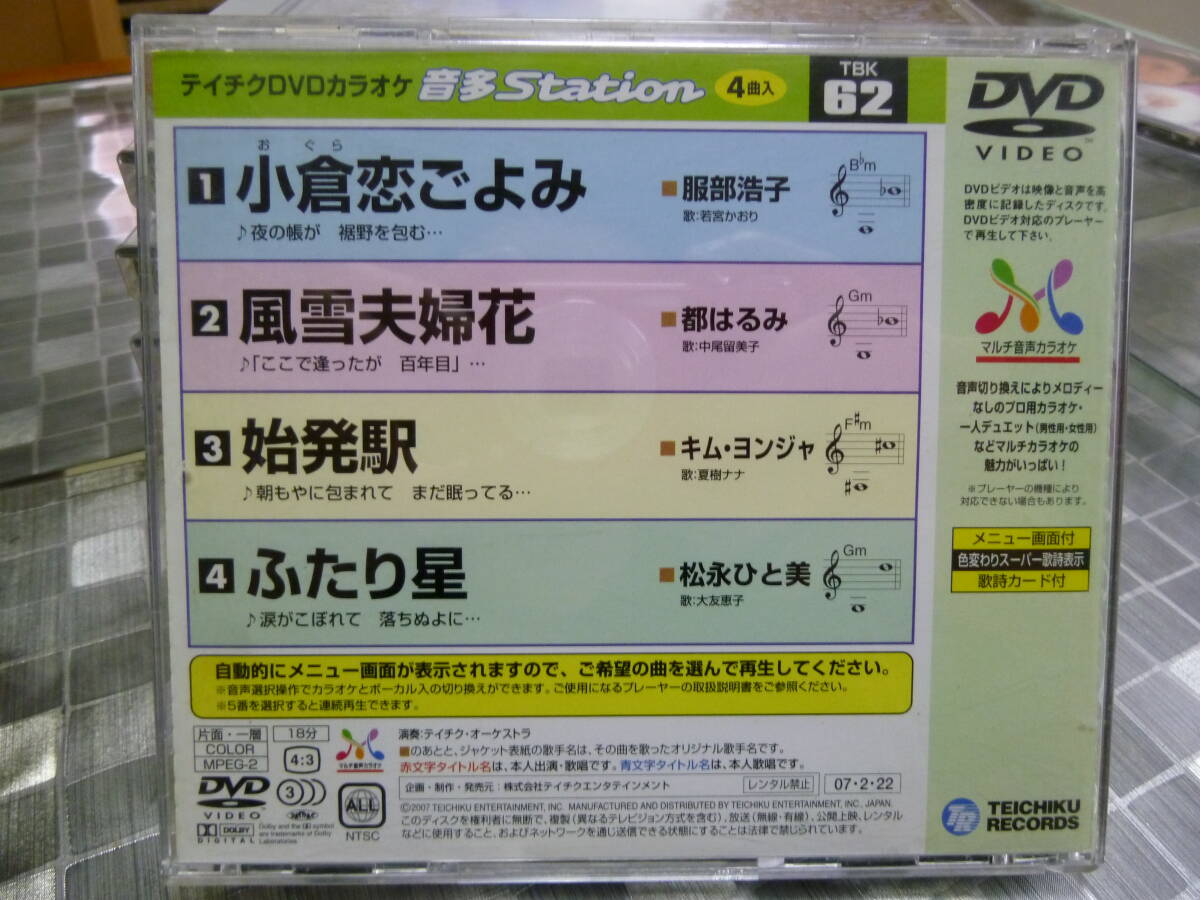 テイチクDVDカラオケ 音多Station 4曲入 TBK 62
おぐら
1 小倉恋ごよみ ■服部浩子 B♭m
♪夜の帳が 裾野を包む… 歌:若宮かおり
2 風雪夫婦花 ■都はるみ Gm
♪「ここで逢ったが 百年目」… 歌:中尾留美子
3 始発駅 ■キム・ヨンジャ F#m
♪朝もやに包まれて まだ眠ってる… 歌:夏樹ナナ
4 ふたり星 ■松永ひと美 Gm
♪涙がこぼれて 落ちぬよに… 歌:大友恵子
自動的にメニュー画面が表示されますので、ご希望の曲を選んで再生してください。
※音声選択操作でカラオケとボーカル入の切り換えができます。ご使用になるプレーヤーの取扱説明書をご参照ください。
※5番を選択すると連続再生できます。
片面・一層
COLOR
MPEG-2
18分
4:3
マルチ音声カラオケ
DVD
VIDEO
3
ALL
NTSC
DOLBY
DIGITAL
Dolby and the DD symbol
are trademarks of Dolby
Laboratories.
演奏:テイチク・オーケストラ
■のあとと、ジャケット表紙の歌手名は、その曲を歌ったオリジナル歌手名です。
赤文字タイトル名は、本人出演・歌唱です。青文字タイトル名は、本人歌唱です。
企画・制作・発売元:株式会社テイチクエンタテインメント レンタル禁止 07・2・22
©2007 TEICHIKU ENTERTAINMENT, INC. MANUFACTURED AND DISTRIBUTED BY TEICHIKU ENTERTAINMENT, INC. JAPAN.
このディスクを権利者に無断で、複製(異なるテレビジョン方式を含む)、放送(無線・有線)、公開上映、レンタル
などに使用すること、およびネットワークを通じ送信できる状態にすることは法律で禁じられています。
DVD
VIDEO
DVDビデオは映像と音声を高
密度に記録したディスクです。
DVDビデオ対応のプレーヤー
で再生して下さい。
マルチ音声カラオケ
音声切り換えによりメロディー
なしのプロ用カラオケ・
一人デュエット(男性用・女性用)
などマルチカラオケの
魅力がいっぱい!
※プレーヤーの機種により
対応できない場合もあります。
メニュー画面付
色変わりスーパー歌詩表示
歌詩カード付
TR TEICHIKU
RECORDS